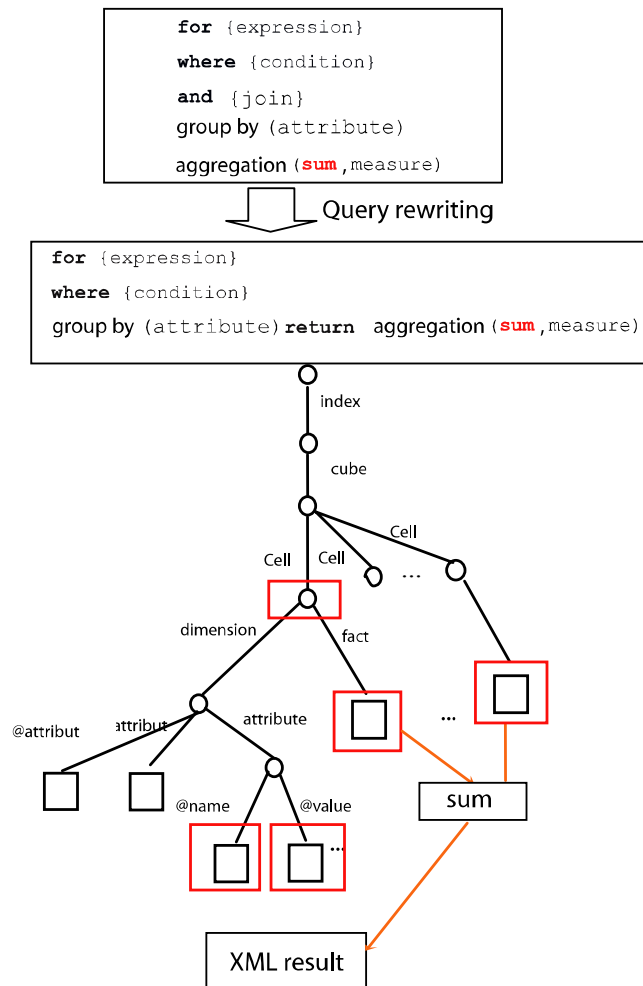 for {expression}
where {condition}
and {join}
group by (attribute)
aggregation (sum,measure)
Query rewriting
for {expression}
where {condition}
group by (attribute) return aggregation (sum,measure)
index
cube
Cell
Cell Cell
...
dimension
fact
@attribut attribut attribute
...
@name @value
sum
...
XML result